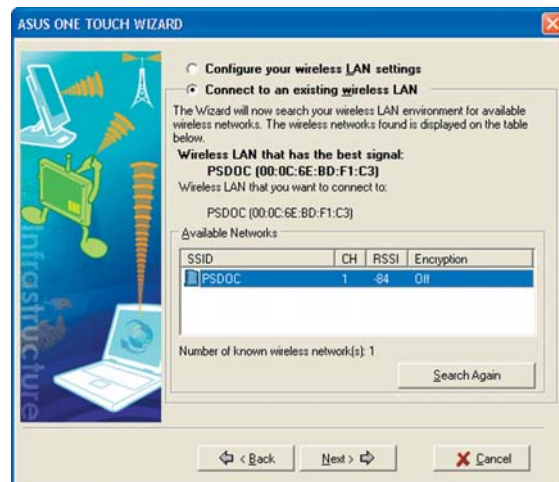 ASUS ONE TOUCH WIZARD
Configure your wireless LAN settings
Connect to an existing wireless LAN
The Wizard will now search your wireless LAN environment for available
wireless networks. The wireless networks found is displayed on the table
below.
Wireless LAN that has the best signal:
PSDOC (00:0C:6E:BD:F1:C3)
Wireless LAN that you want to connect to:
PSDOC (00:0C:6E:BD:F1:C3)
Available Networks
SSID CH RSSI Encryption
PSDOC 1 -84 Off
Number of known wireless network(s): 1
Search Again
infrastructure
< Back Next > Cancel